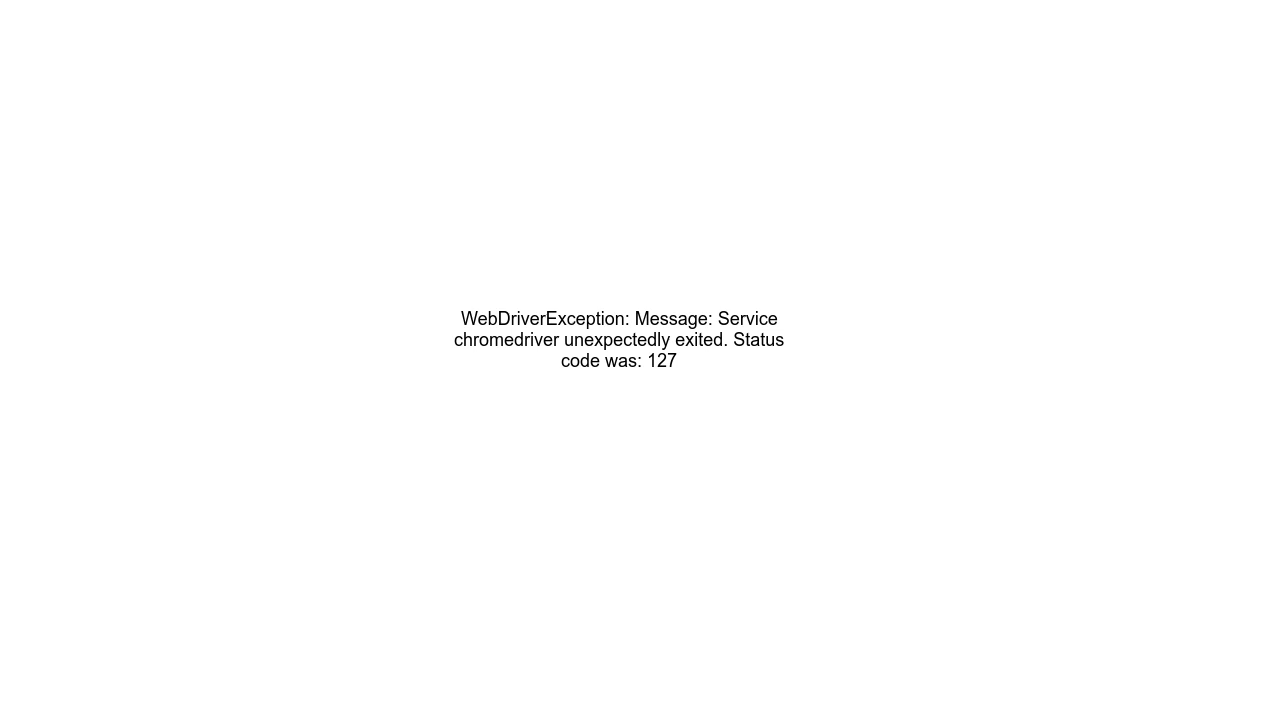 WebDriverException: Message: Service
chromedriver unexpectedly exited. Status
code was: 127